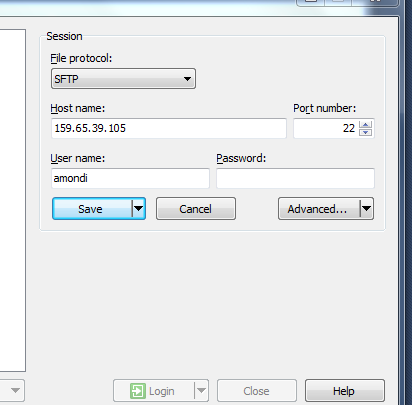 Session
File protocol:
SFTP
Host name: Port number:
159.65.39.105 22
User name: Password:
amondi
Save Cancel Advanced...
Login Close Help